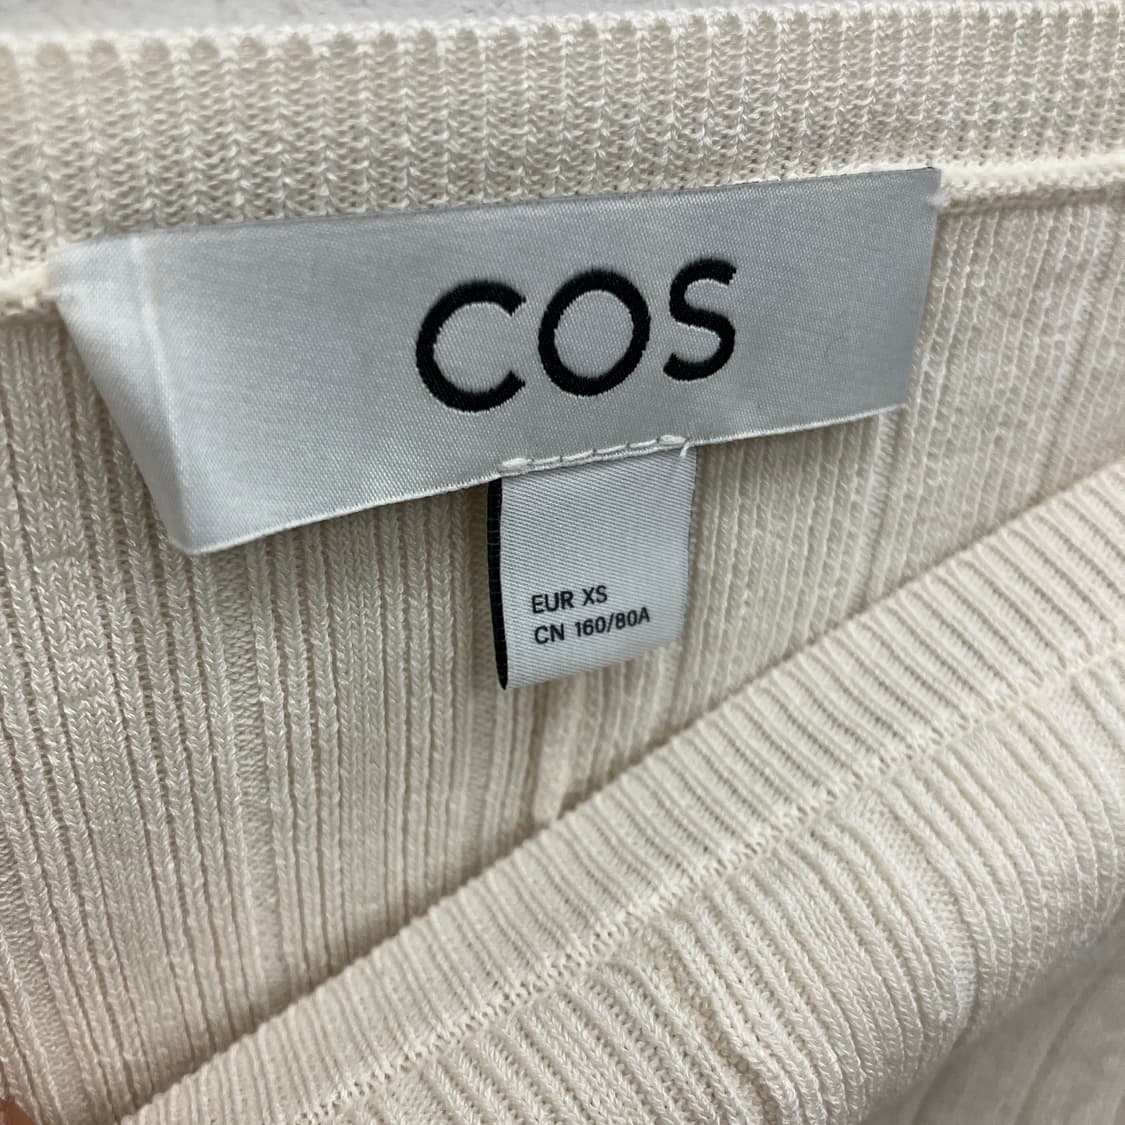 COS
EUR XS
CN 160/80A